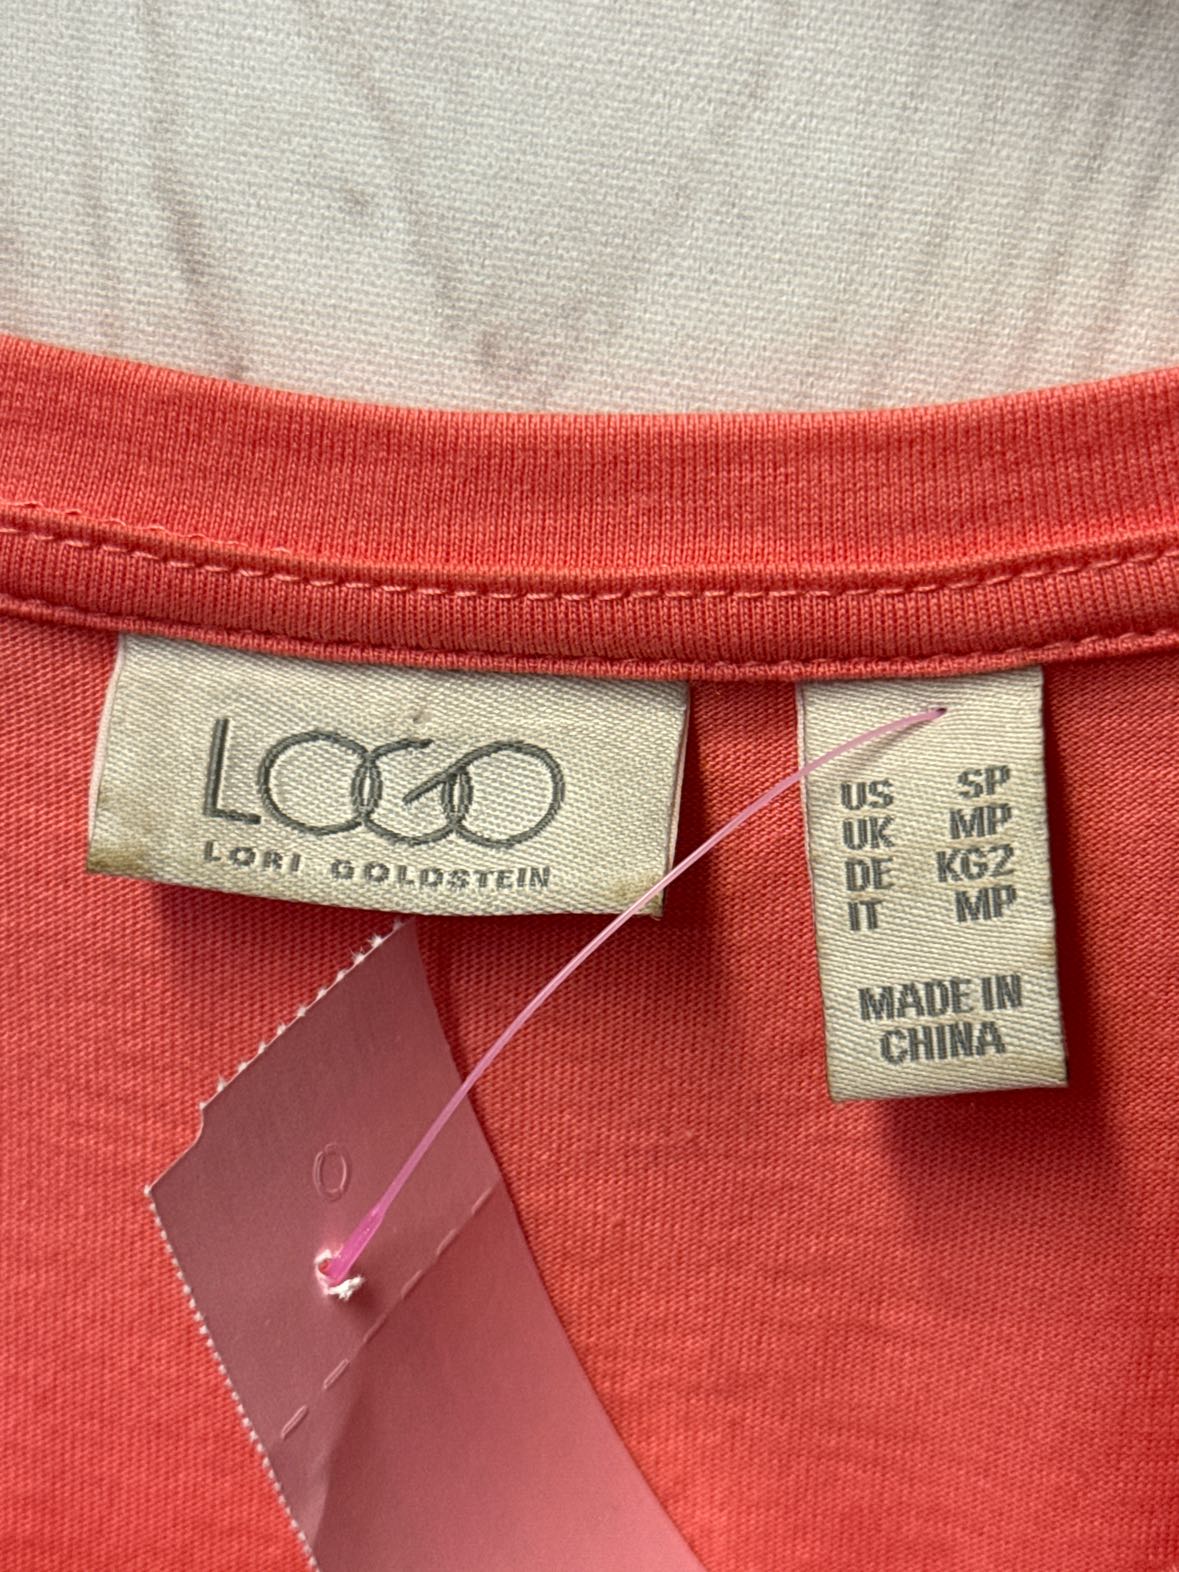 LOGO
LORI GOLDSTEIN
US SP
UK MP
DE KG2
IT MP
MADE IN
CHINA